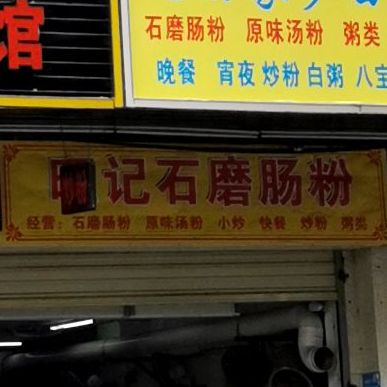 馆
石磨肠粉 原味汤粉 粥类
晚餐 宵夜 炒粉 白粥 八宝
记石磨肠粉
经营：石磨肠粉 原味汤粉 小炒 快餐 炒粉 粥类